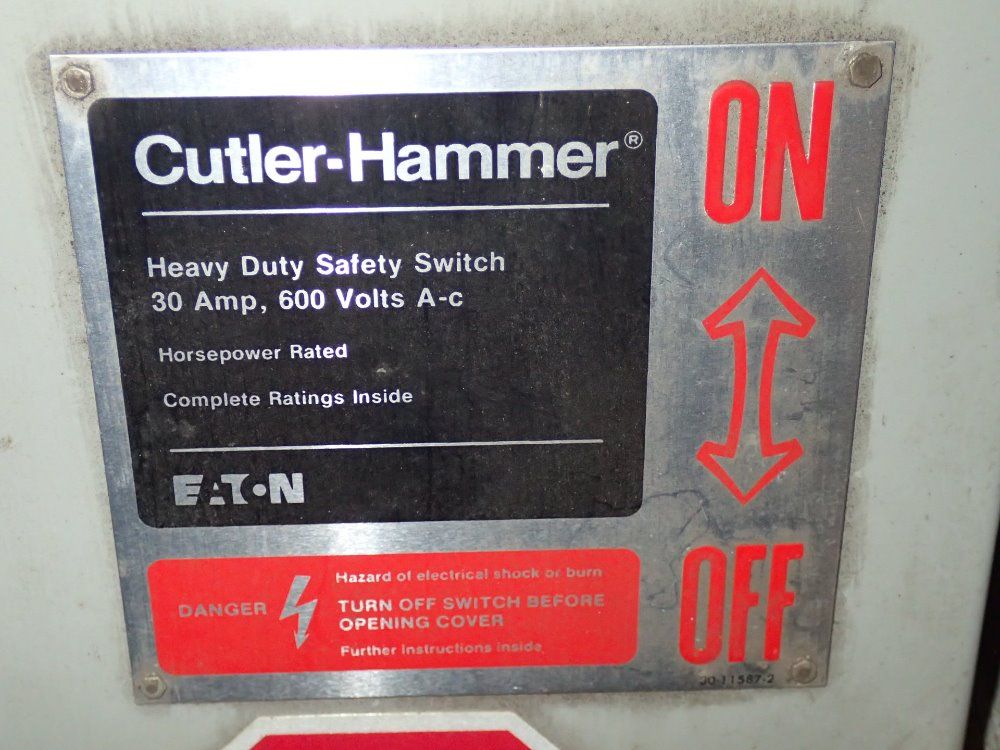 Cutler-Hammer®
Heavy Duty Safety Switch
30 Amp, 600 Volts A-c
Horsepower Rated
Complete Ratings Inside
EATON
ON
OFF
DANGER
Hazard of electrical shock or burn
TURN OFF SWITCH BEFORE
OPENING COVER
Further Instructions inside
30-11587-2